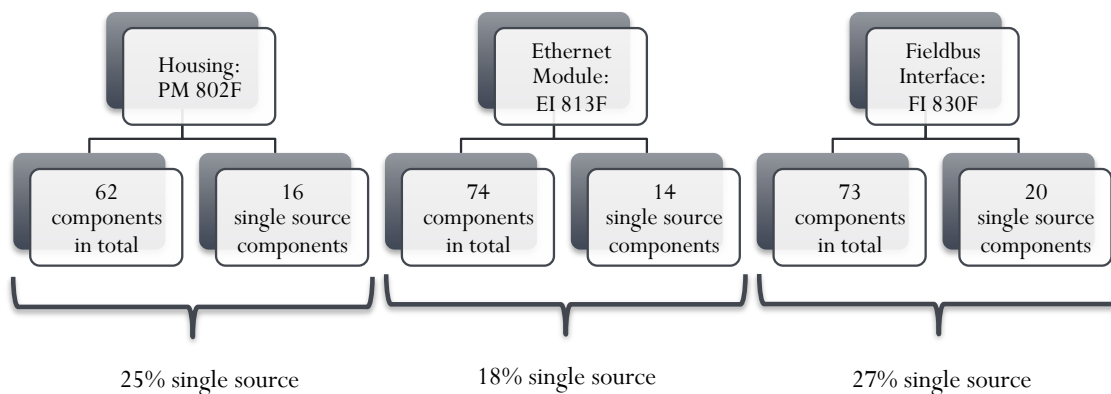 Housing:
PM 802F
Ethernet
Module:
EI 813F
Fieldbus
Interface:
FI 830F
62
components
in total
16
single source
components
74
components
in total
14
single source
components
73
components
in total
20
single source
components
25% single source
18% single source
27% single source